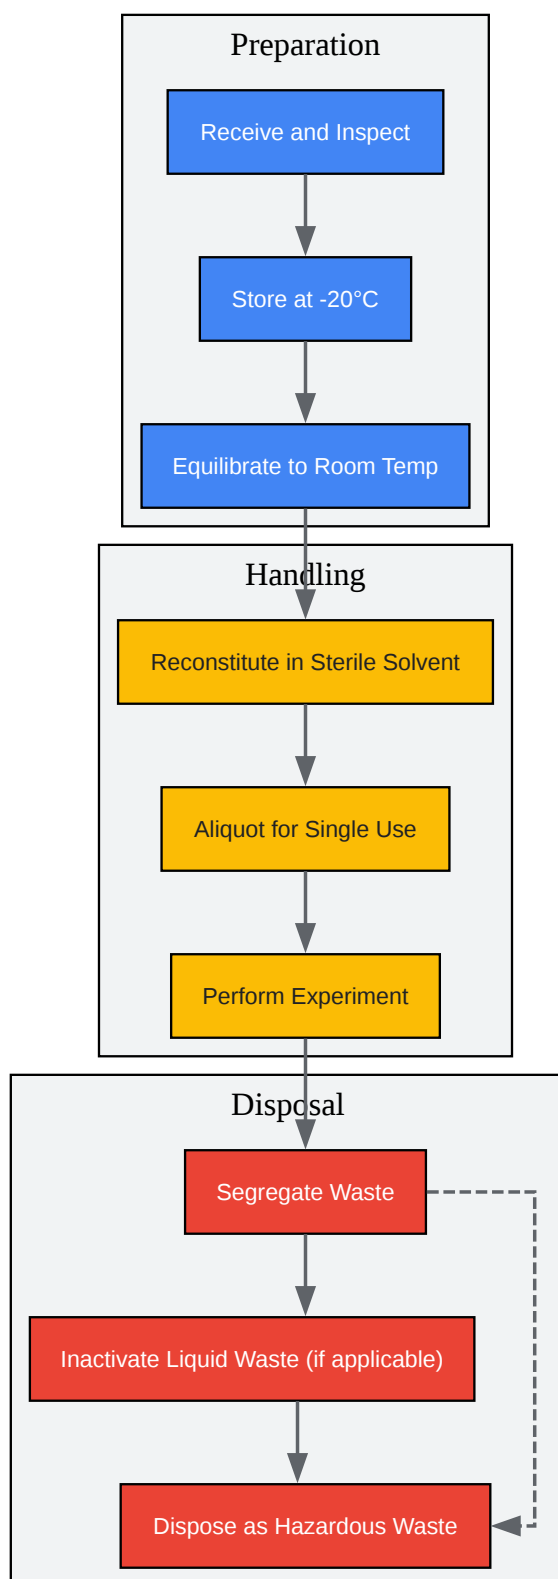 Preparation
Receive and Inspect
Store at -20°C
Equilibrate to Room Temp
Handling
Reconstitute in Sterile Solvent
Aliquot for Single Use
Perform Experiment
Disposal
Segregate Waste
Inactivate Liquid Waste (if applicable)
Dispose as Hazardous Waste